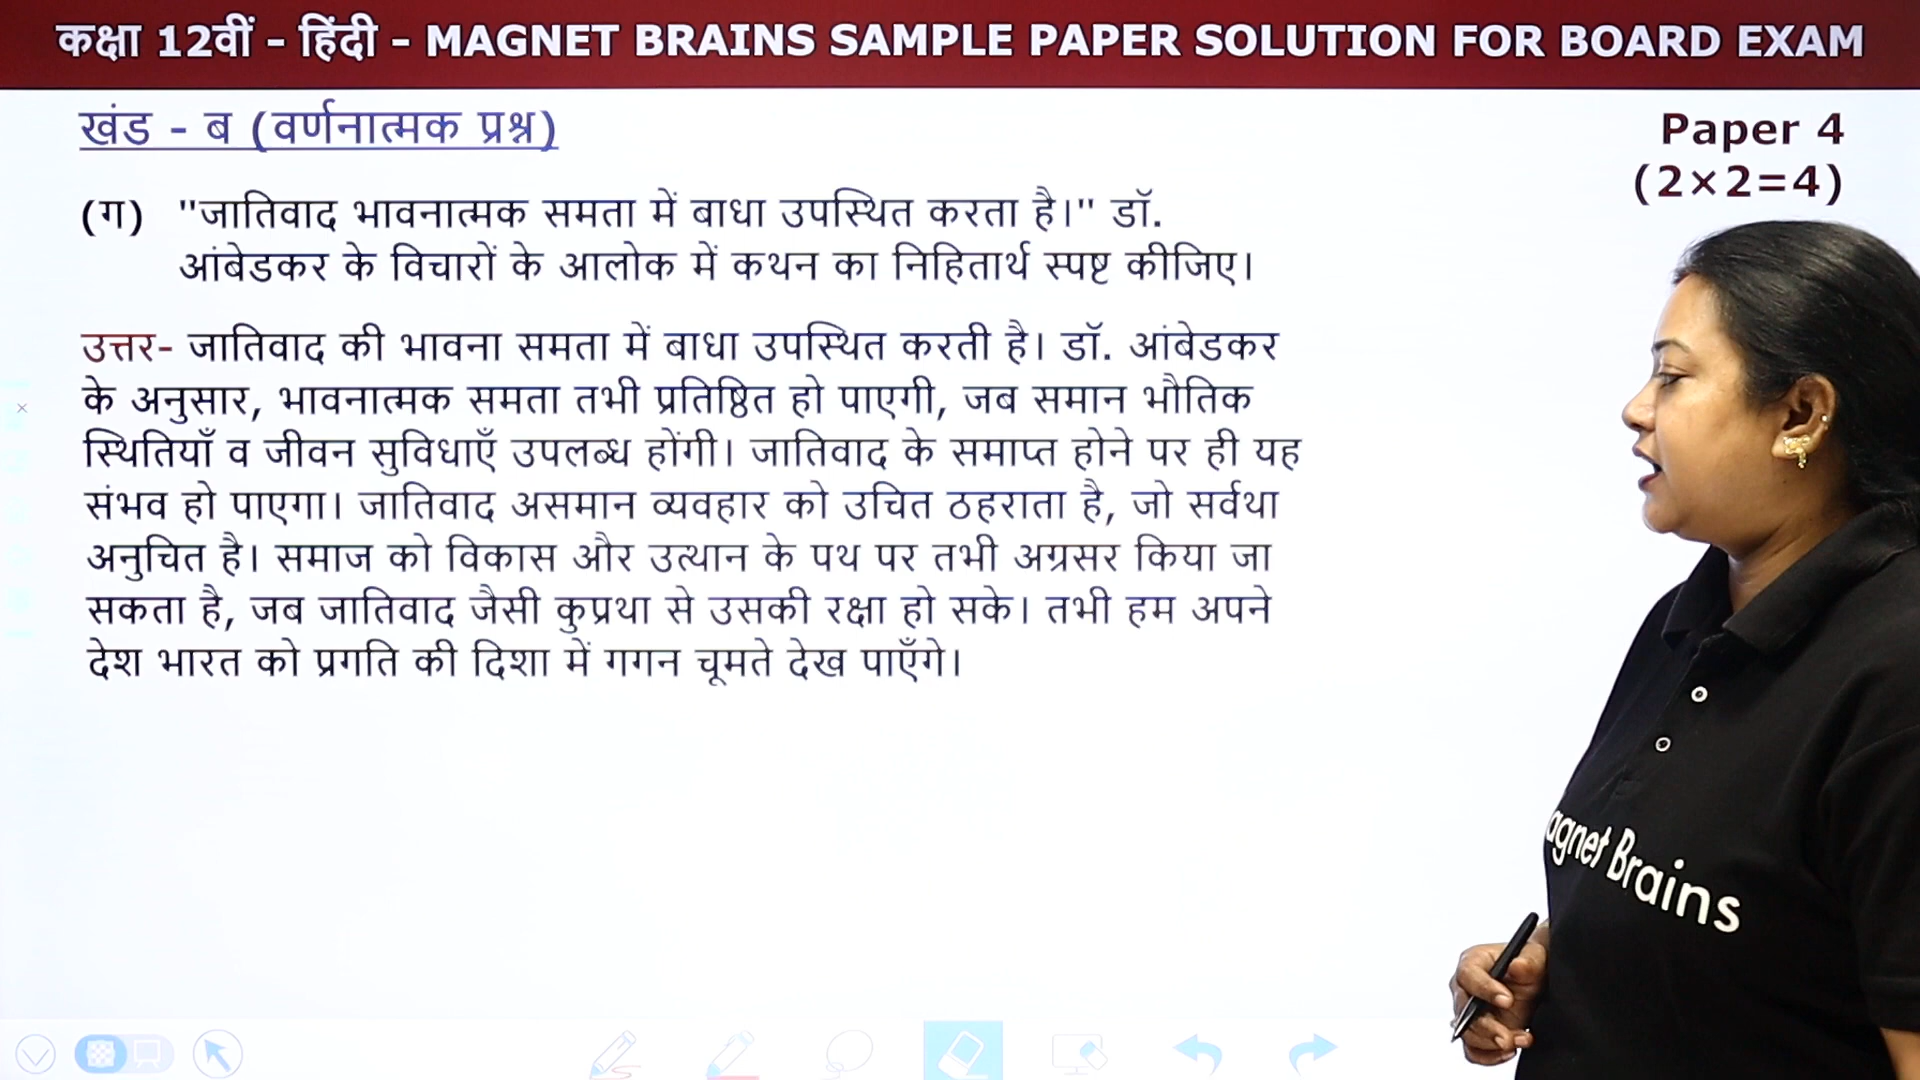 कक्षा 12वीं - हिंदी - MAGNET BRAINS SAMPLE PAPER SOLUTION FOR BOARD EXAM
खंड - ब (वर्णनात्मक प्रश्न)
Paper 4
(2×2=4)
(ग) "जातिवाद भावनात्मक समता में बाधा उपस्थित करता है।" डॉ.
आंबेडकर के विचारों के आलोक में कथन का निहितार्थ स्पष्ट कीजिए।
उत्तर- जातिवाद की भावना समता में बाधा उपस्थित करती है। डॉ. आंबेडकर
के अनुसार, भावनात्मक समता तभी प्रतिष्ठित हो पाएगी, जब समान भौतिक
स्थितियाँ व जीवन सुविधाएँ उपलब्ध होंगी। जातिवाद के समाप्त होने पर ही यह
संभव हो पाएगा। जातिवाद असमान व्यवहार को उचित ठहराता है, जो सर्वथा
अनुचित है। समाज को विकास और उत्थान के पथ पर तभी अग्रसर किया जा
सकता है, जब जातिवाद जैसी कुप्रथा से उसकी रक्षा हो सके। तभी हम अपने
देश भारत को प्रगति की दिशा में गगन चूमते देख पाएँगे।
agnet Brains